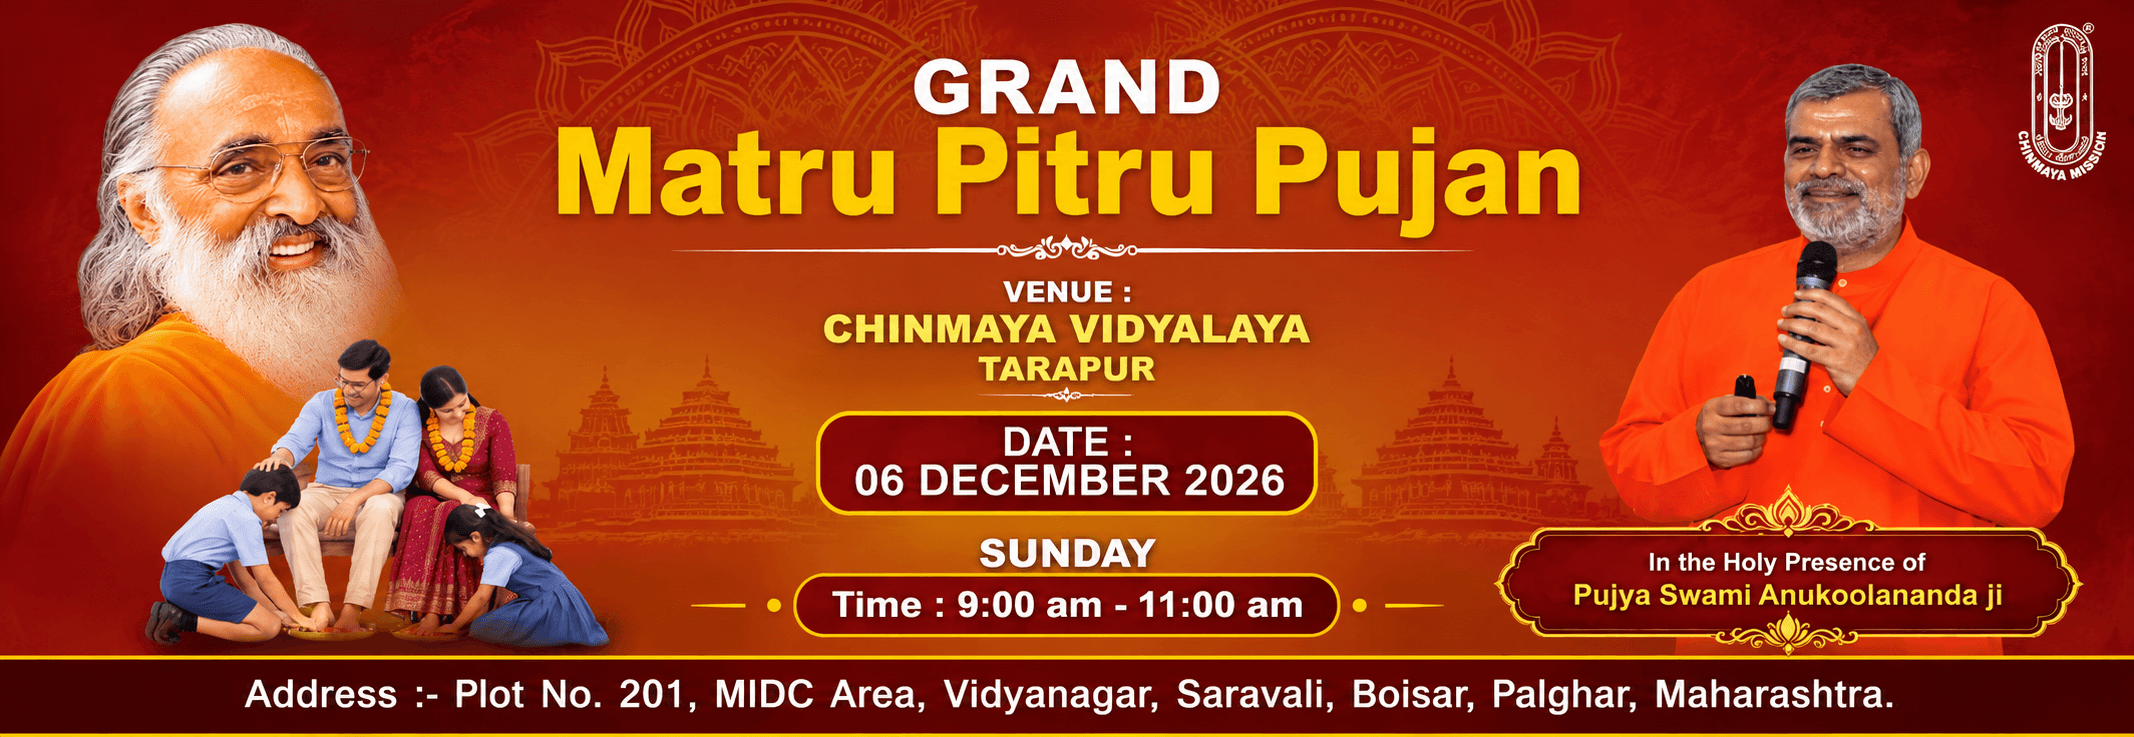 GRAND
Matru Pitru Pujan
VENUE :
CHINMAYA VIDYALAYA
TARAPUR
DATE :
06 DECEMBER 2026
SUNDAY
Time : 9:00 am - 11:00 am
CHINMAYA MISSION
®
In the Holy Presence of
Pujya Swami Anukoolananda ji
Address :- Plot No. 201, MIDC Area, Vidyanagar, Saravali, Boisar, Palghar, Maharashtra.